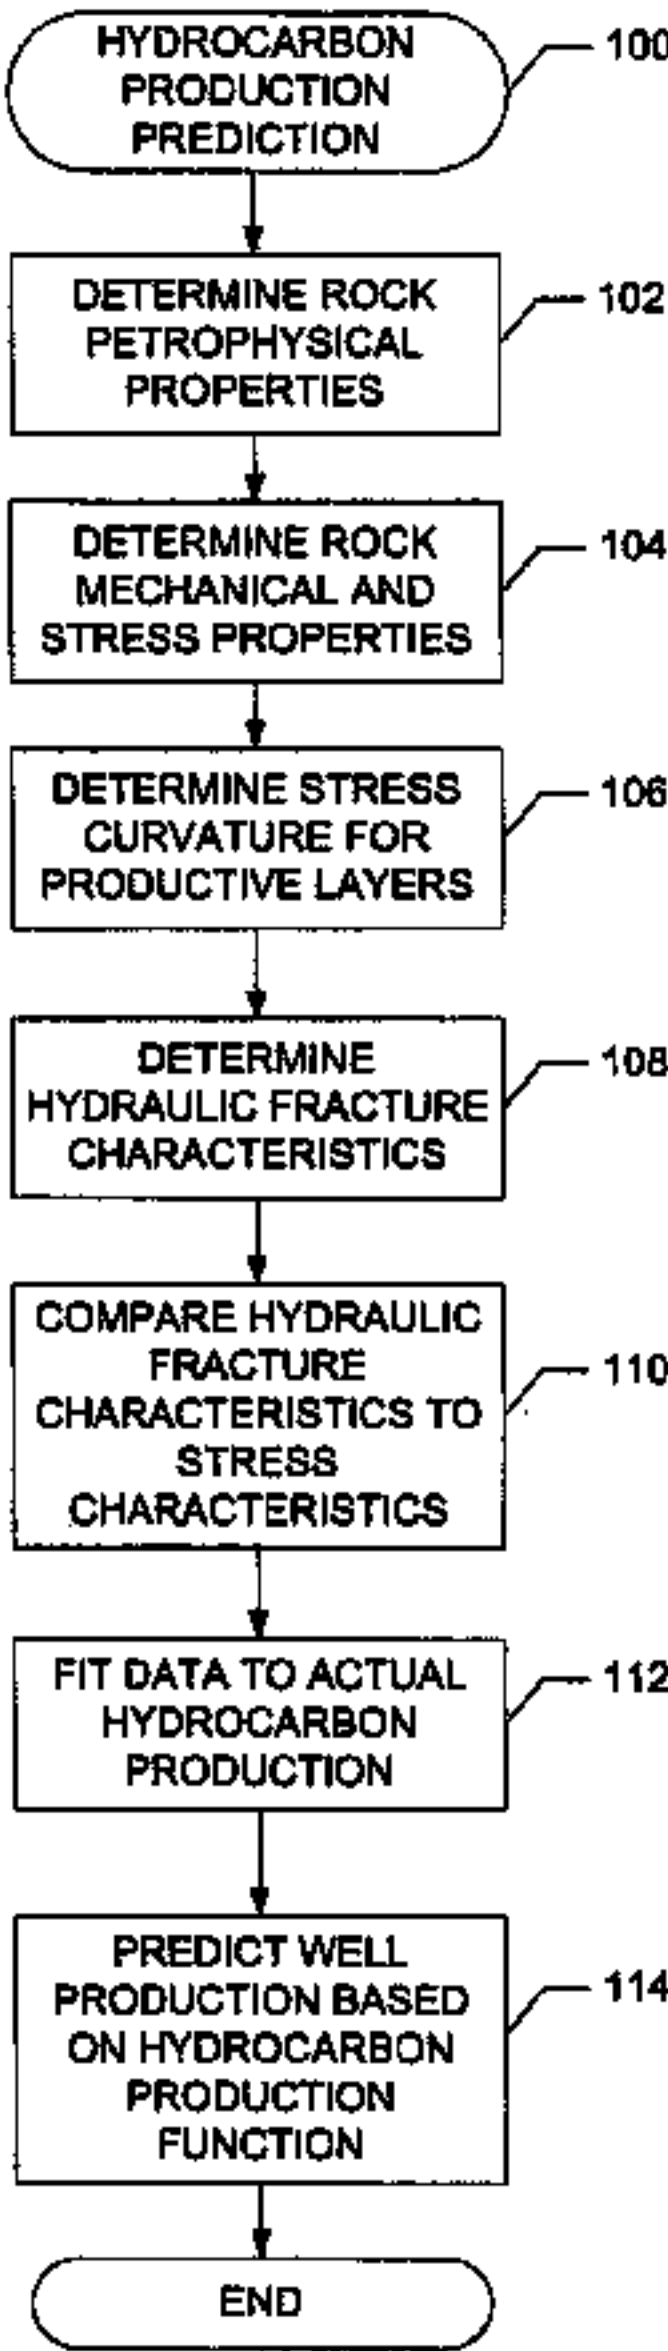 HYDROCARBON
PRODUCTION
PREDICTION
100
DETERMINE ROCK
PETROPHYSICAL
PROPERTIES
102
DETERMINE ROCK
MECHANICAL AND
STRESS PROPERTIES
104
DETERMINE STRESS
CURVATURE FOR
PRODUCTIVE LAYERS
106
DETERMINE
HYDRAULIC FRACTURE
CHARACTERISTICS
108
COMPARE HYDRAULIC
FRACTURE
CHARACTERISTICS TO
STRESS
CHARACTERISTICS
110
FIT DATA TO ACTUAL
HYDROCARBON
PRODUCTION
112
PREDICT WELL
PRODUCTION BASED
ON HYDROCARBON
PRODUCTION
FUNCTION
114
END